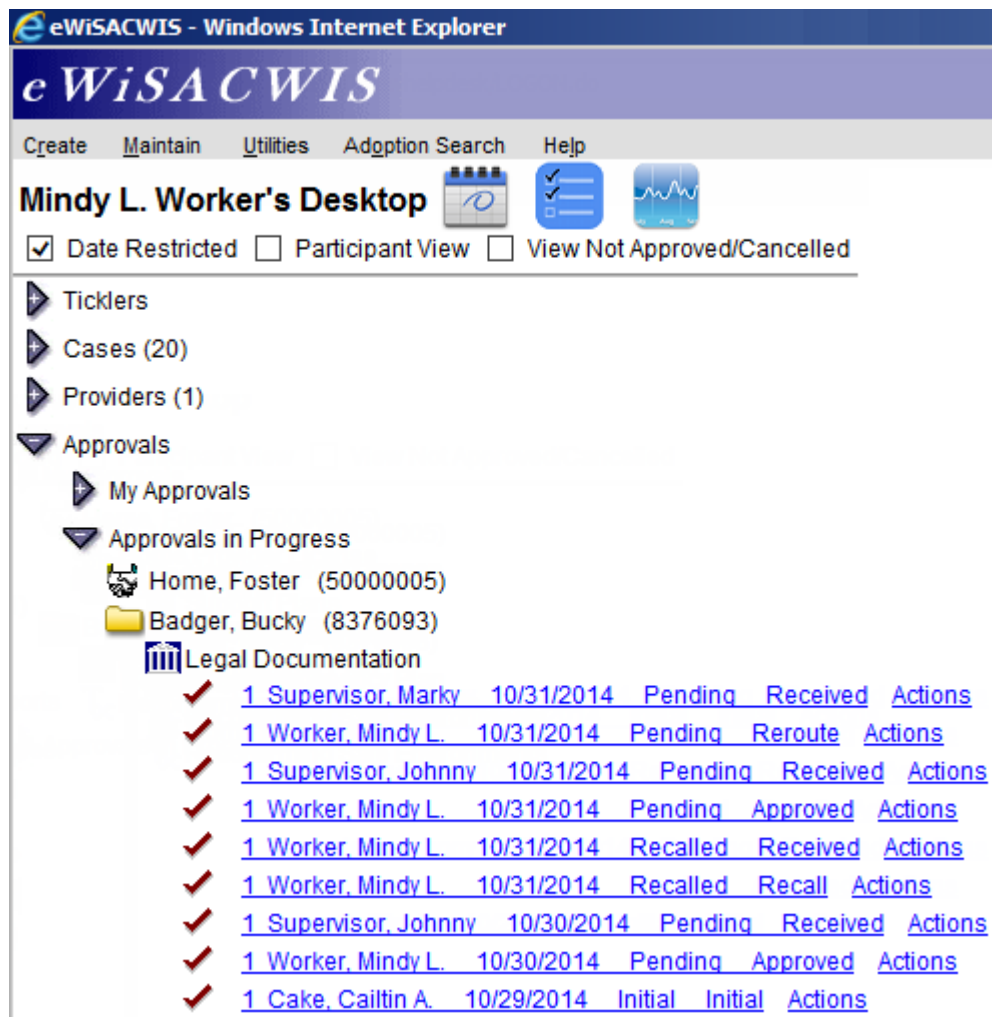 eWiSACWIS - Windows Internet Explorer
e WiSACWIS
Create Maintain Utilities Adoption Search Help
Mindy L. Worker's Desktop
Date Restricted Participant View View Not Approved/Cancelled
Ticklers
Cases (20)
Providers (1)
Approvals
My Approvals
Approvals in Progress
Home, Foster (50000005)
Badger, Bucky (8376093)
Legal Documentation
1 Supervisor, Marky 10/31/2014 Pending Received Actions
1 Worker, Mindy L. 10/31/2014 Pending Reroute Actions
1 Supervisor, Johnny 10/31/2014 Pending Received Actions
1 Worker, Mindy L. 10/31/2014 Pending Approved Actions
1 Worker, Mindy L. 10/31/2014 Recalled Received Actions
1 Worker, Mindy L. 10/31/2014 Recalled Recall Actions
1 Supervisor, Johnny 10/30/2014 Pending Received Actions
1 Worker, Mindy L. 10/30/2014 Pending Approved Actions
1 Cake, Cailtin A. 10/29/2014 Initial Initial Actions